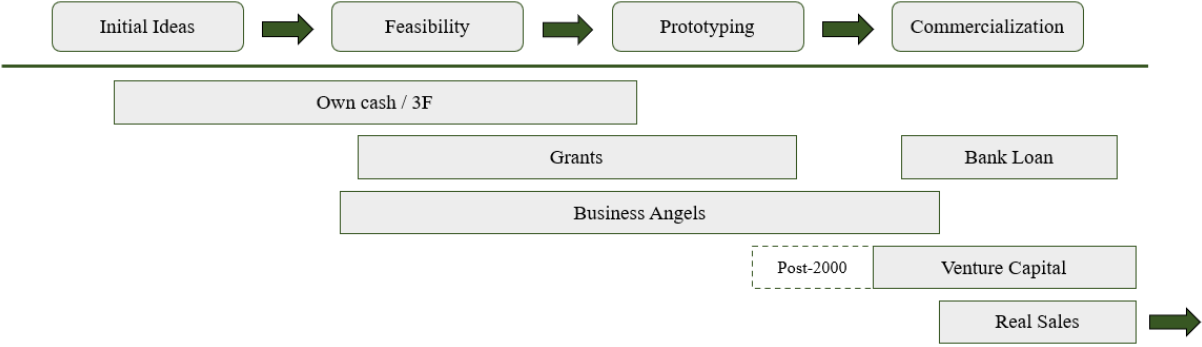 Initial Ideas
Feasibility
Prototyping
Commercialization
Own cash / 3F
Grants
Bank Loan
Business Angels
Post-2000
Venture Capital
Real Sales